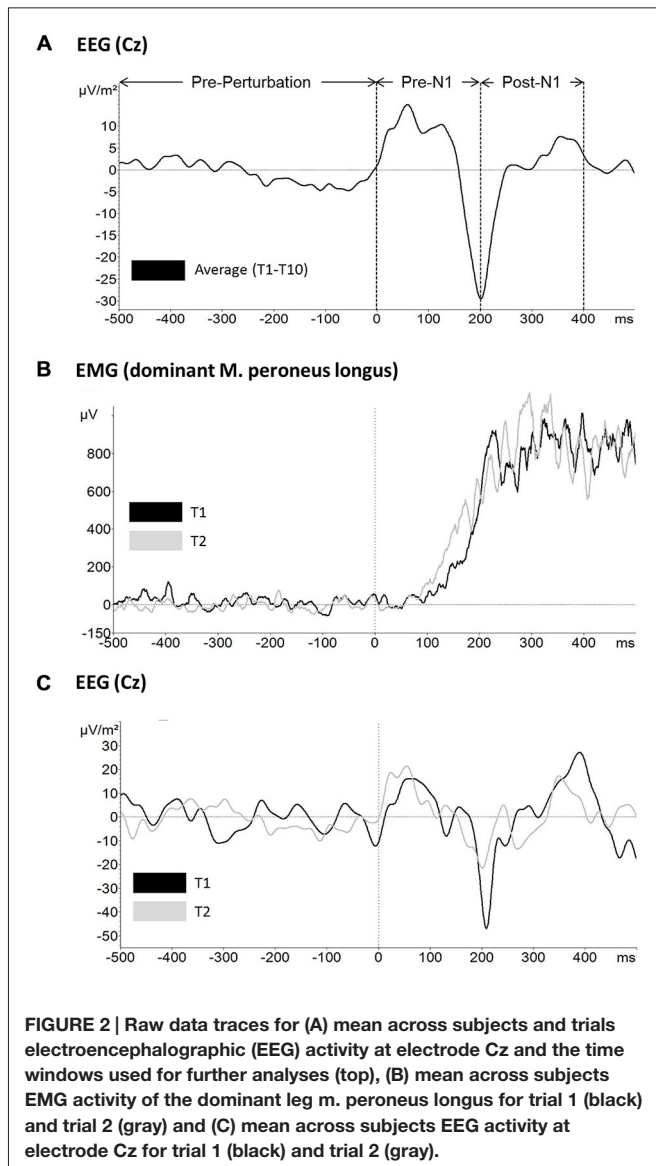 A EEG (Cz)
µV/m²
Pre-Perturbation Pre-N1 Post-N1
10
5
0
-5
-10
-15
-20
-25
-30
Average (T1-T10)
-500 -400 -300 -200 -100 0 100 200 300 400 ms
B EMG (dominant M. peroneus longus)
µV
800
600
400
200
0
-150
T1
T2
-500 -400 -300 -200 -100 0 100 200 300 400 ms
C EEG (Cz)
µV/m²
30
20
10
0
-10
-20
-30
-40
-50
T1
T2
-500 -400 -300 -200 -100 0 100 200 300 400 ms
FIGURE 2 | Raw data traces for (A) mean across subjects and trials
electroencephalographic (EEG) activity at electrode Cz and the time
windows used for further analyses (top), (B) mean across subjects
EMG activity of the dominant leg m. peroneus longus for trial 1 (black)
and trial 2 (gray) and (C) mean across subjects EEG activity at
electrode Cz for trial 1 (black) and trial 2 (gray).